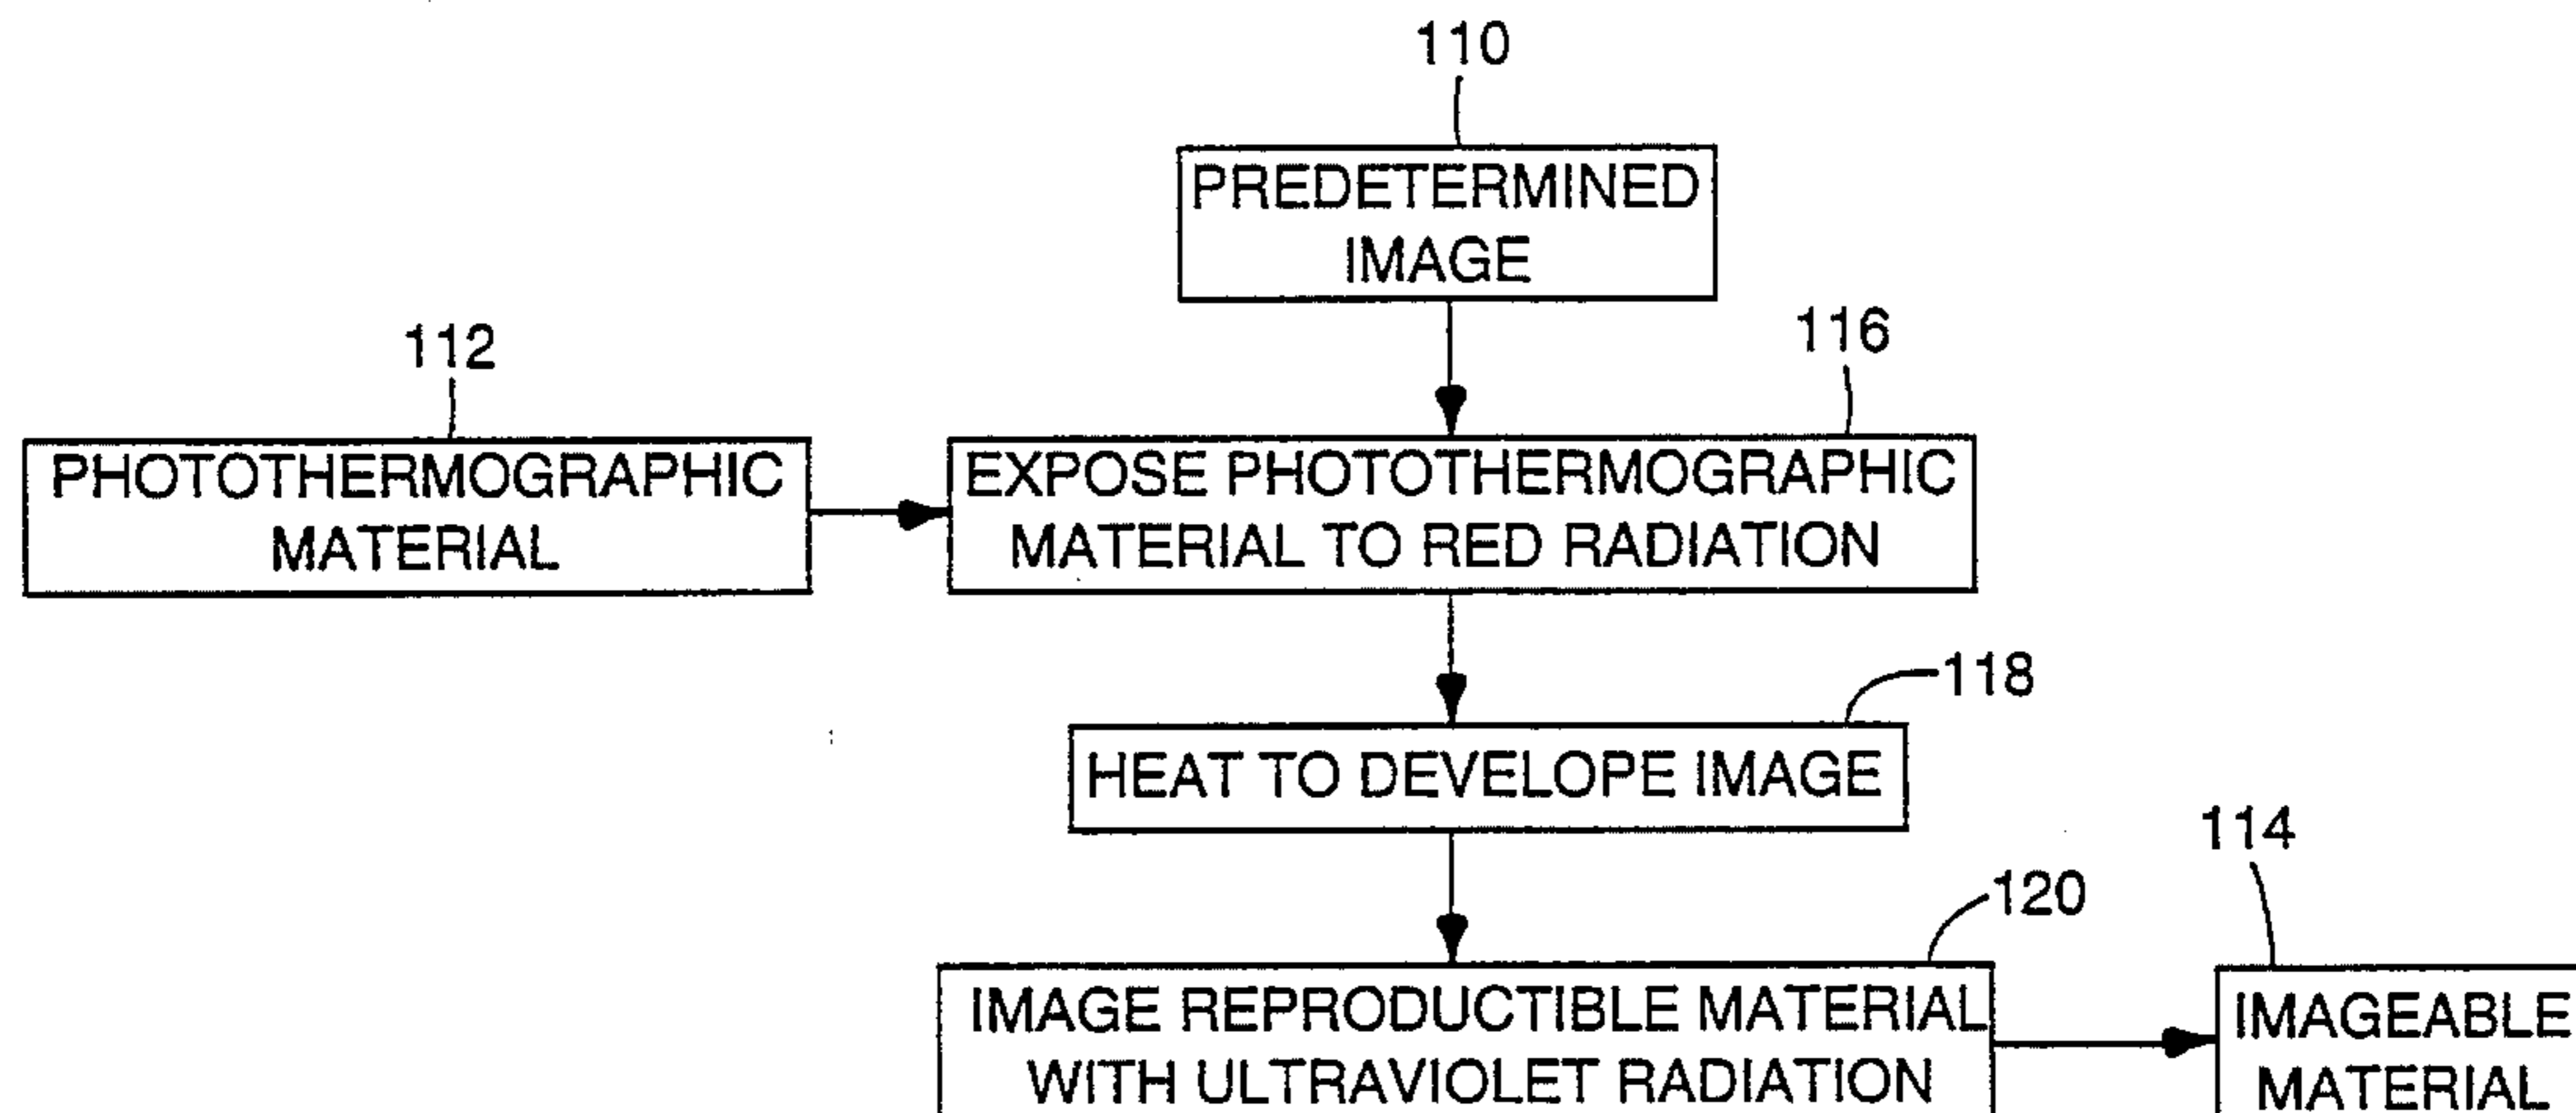 110
PREDETERMINED
IMAGE
112
116
PHOTOTHERMOGRAPHIC
MATERIAL
EXPOSE PHOTOTHERMOGRAPHIC
MATERIAL TO RED RADIATION
118
HEAT TO DEVELOPE IMAGE
114
120
IMAGE REPRODUCTIBLE MATERIAL
WITH ULTRAVIOLET RADIATION
IMAGEABLE
MATERIAL